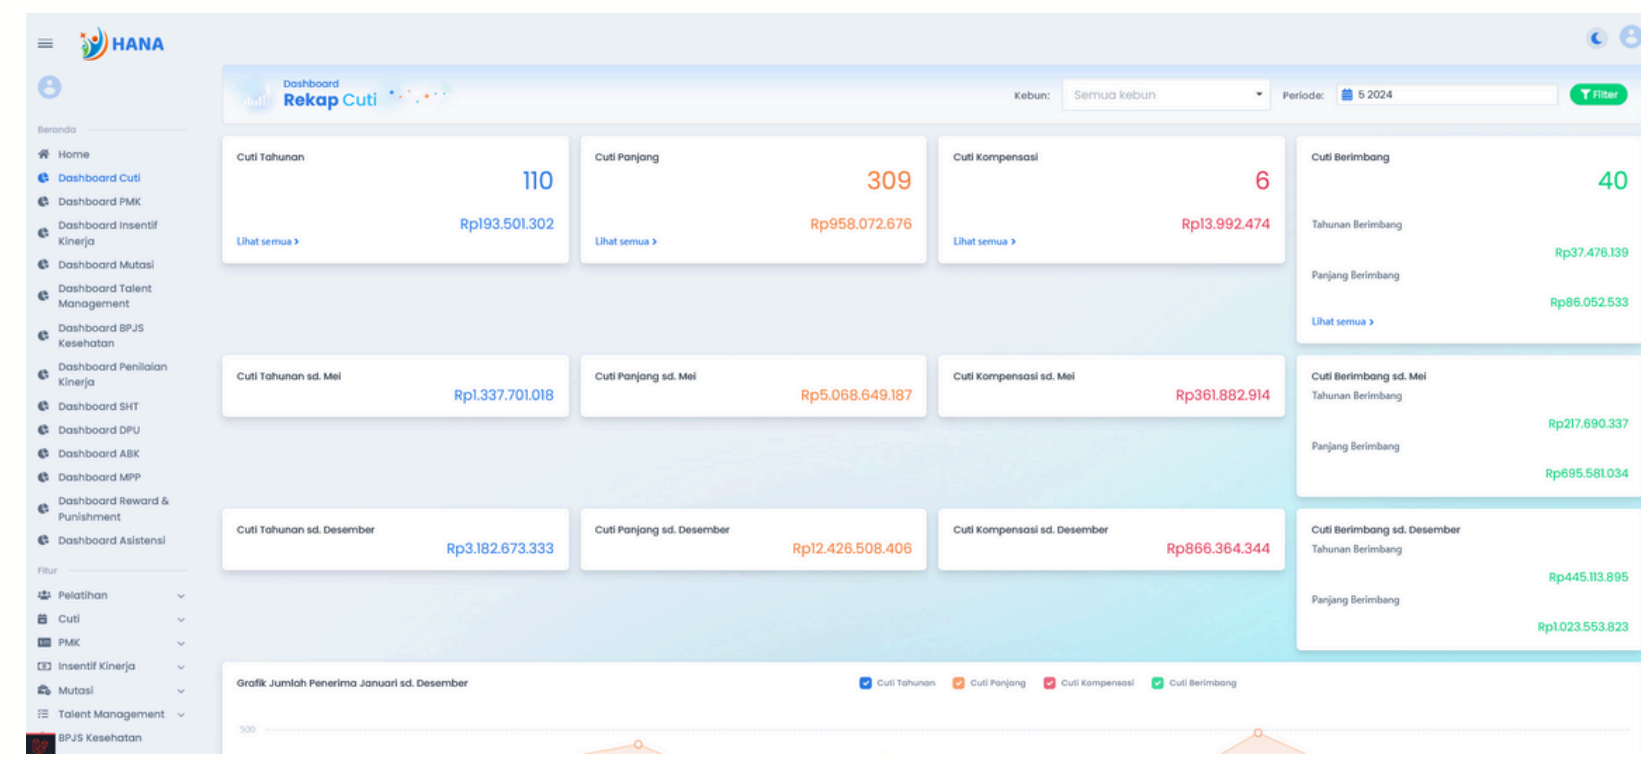 HANA
Beranda
Home
Dashboard Cuti
Dashboard PMK
Dashboard Insentif
Kinerja
Dashboard Mutasi
Dashboard Talent
Management
Dashboard BPJS
Kesehatan
Dashboard Penilaian
Kinerja
Dashboard SHT
Dashboard DPU
Dashboard ABK
Dashboard MPP
Dashboard Reward &
Punishment
Dashboard Asistensi
Fitur
Pelatihan
Cuti
PMK
Insentif Kinerja
Mutasi
Talent Management
BPJS Kesehatan
Dashboard
Rekap Cuti
Kebun: Semua kebun
Periode: 5 2024
Filter
Cuti Tahunan
110
Rp193.501.302
Lihat semua >
Cuti Panjang
309
Rp958.072.676
Lihat semua >
Cuti Kompensasi
6
Rp13.992.474
Lihat semua >
Cuti Berimbang
40
Tahunan Berimbang
Rp37.476.139
Panjang Berimbang
Rp86.052.533
Lihat semua >
Cuti Tahunan sd. Mei
Rp1.337.701.018
Cuti Panjang sd. Mei
Rp5.068.649.187
Cuti Kompensasi sd. Mei
Rp361.882.914
Cuti Berimbang sd. Mei
Tahunan Berimbang
Rp217.690.337
Panjang Berimbang
Rp695.581.034
Cuti Tahunan sd. Desember
Rp3.182.673.333
Cuti Panjang sd. Desember
Rp12.426.508.406
Cuti Kompensasi sd. Desember
Rp866.364.344
Cuti Berimbang sd. Desember
Tahunan Berimbang
Rp445.113.895
Panjang Berimbang
Rp1.023.553.823
Grafik Jumlah Penerima Januari sd. Desember
Cuti Tahunan
Cuti Panjang
Cuti Kompensasi
Cuti Berimbang
500